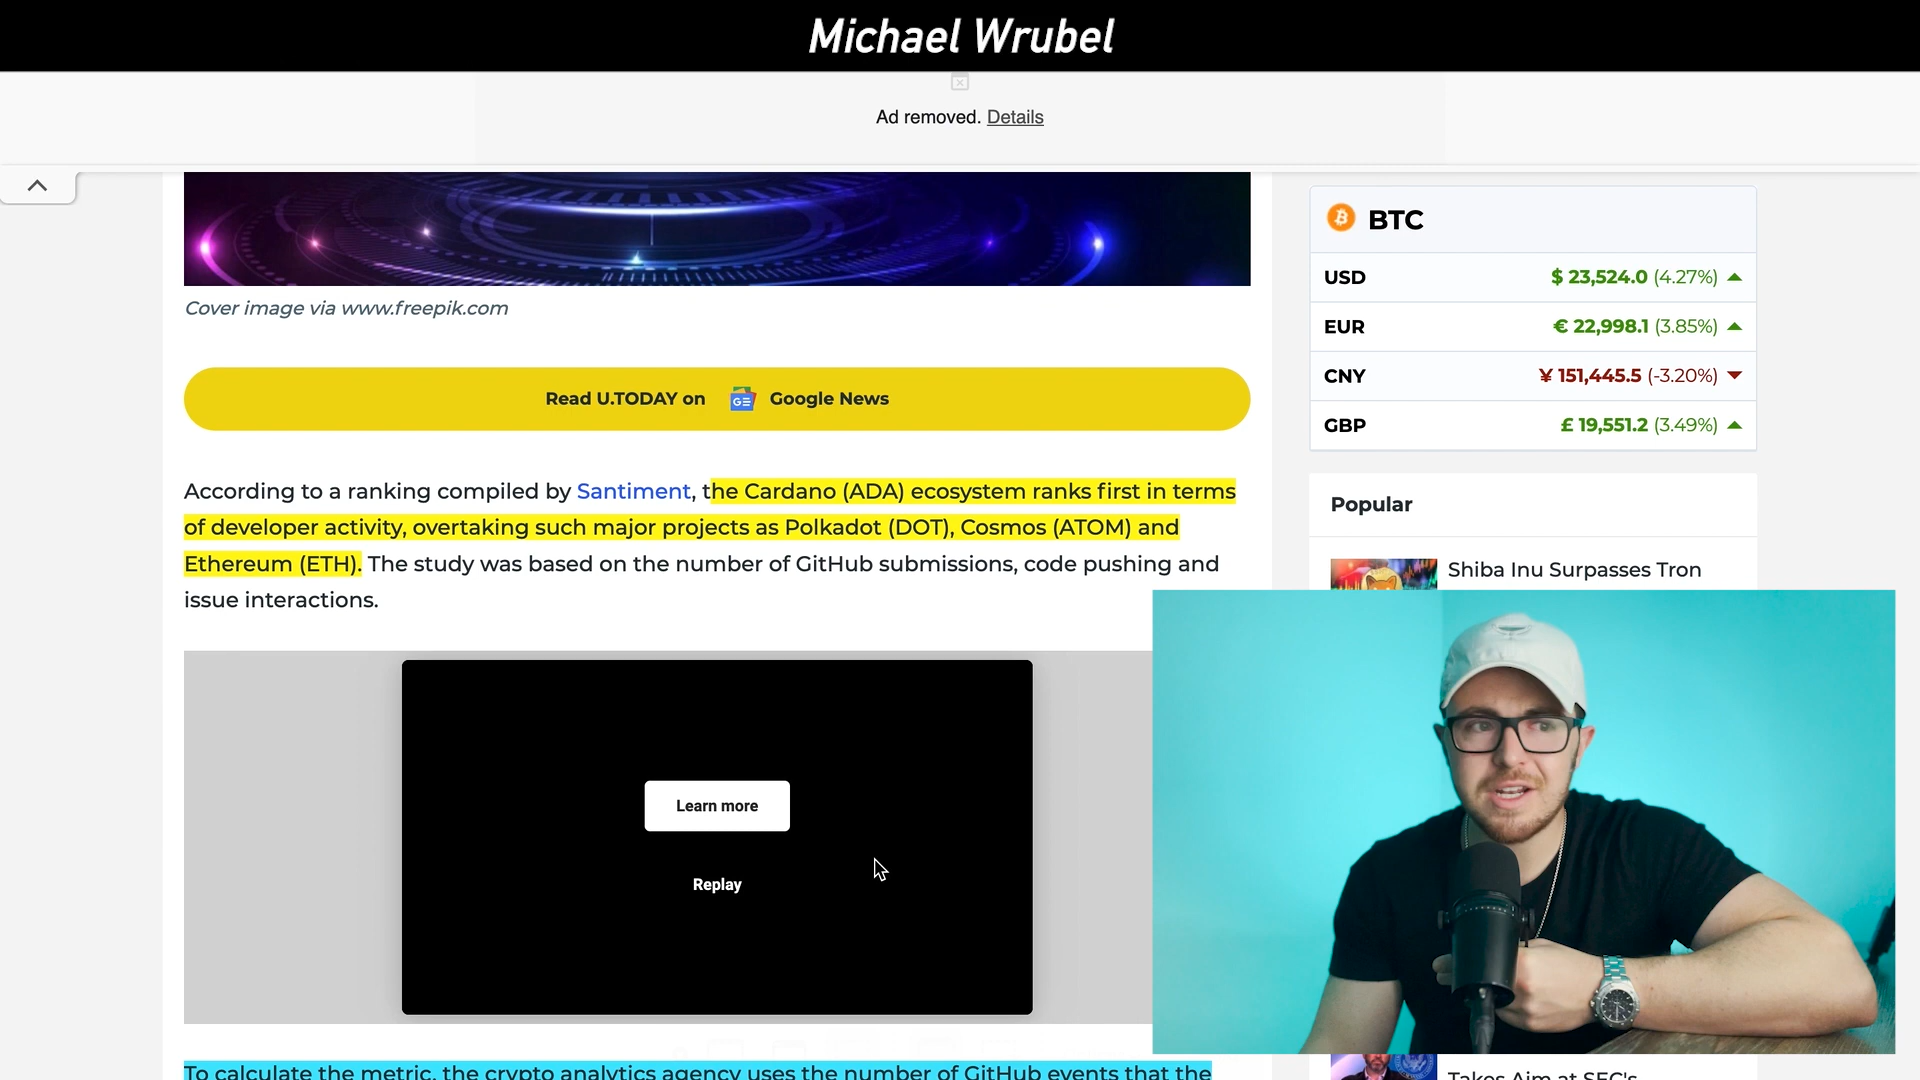 Michael Wrubel
Ad removed. Details
Cover image via www.freepik.com
Read U.TODAY on GE Google News
According to a ranking compiled by Santiment, the Cardano (ADA) ecosystem ranks first in terms
of developer activity, overtaking such major projects as Polkadot (DOT), Cosmos (ATOM) and
Ethereum (ETH). The study was based on the number of GitHub submissions, code pushing and
issue interactions.
Learn more
Replay
To calculate the metric, the crypto analytics agency uses the number of GitHub events that the
BTC
USD $ 23,524.0 (4.27%)
EUR € 22,998.1 (3.85%)
CNY ¥ 151,445.5 (-3.20%)
GBP £ 19,551.2 (3.49%)
Popular
Shiba Inu Surpasses Tron
Takes Aim at SEC's